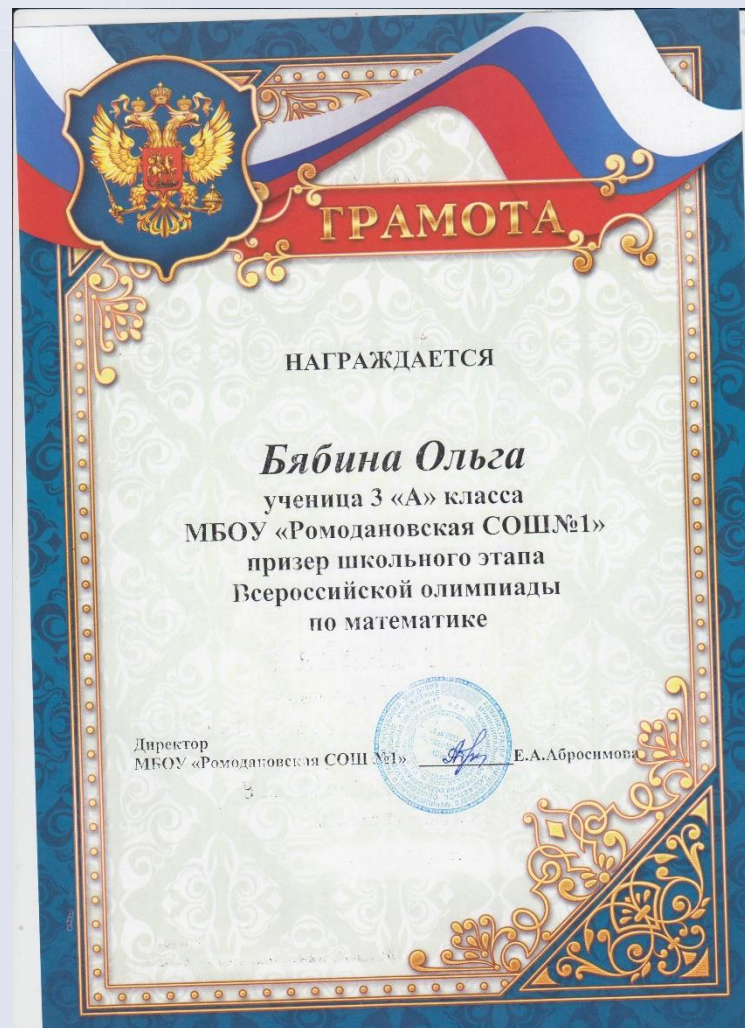 ГРАМОТА
НАГРАЖДАЕТСЯ
Бябина Ольга
ученица 3 «А» класса
МБОУ «Ромодановская СОШ№1»
призер школьного этапа
Всероссийской олимпиады
по математике
Директор
МБОУ «Ромодановская СОШ №1» Е.А.Абросимова